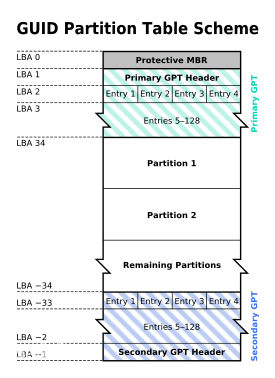 GUID Partition Table Scheme
LBA 0
Protective MBR
LBA 1
Primary GPT Header
LBA 2
Entry 1 Entry 2 Entry 3 Entry 4
LBA 3
Entries 5–128
Primary GPT
LBA 34
Partition 1
Partition 2
Remaining Partitions
LBA −34
Entry 1 Entry 2 Entry 3 Entry 4
LBA −33
Entries 5–128
LBA −2
Secondary GPT Header
LBA −1
Secondary GPT